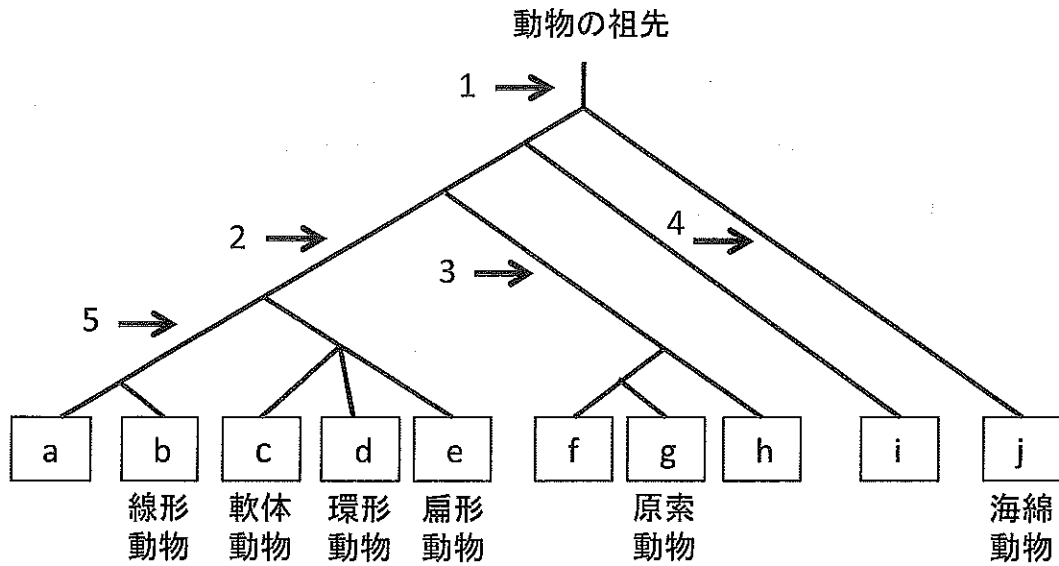 動物の祖先
1
2
4
3
5
a b c d e f g h i j
線形 軟体 環形 扁形 原索 海綿
動物 動物 動物 動物 動物 動物